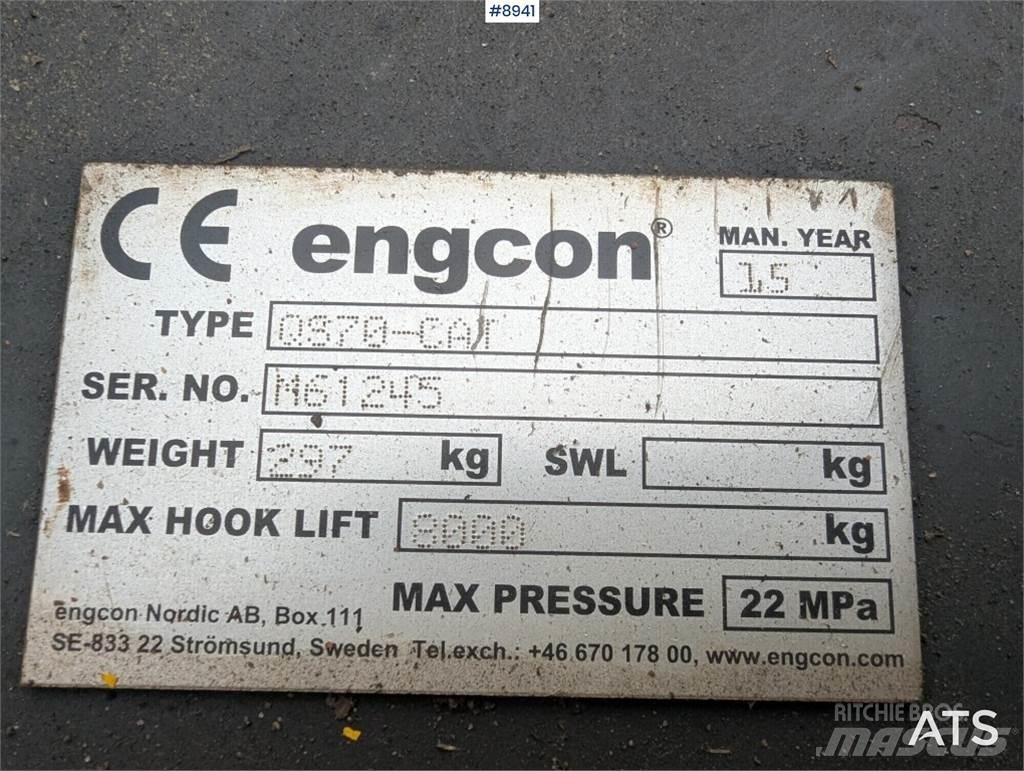 #8941
CE engcon® MAN. YEAR
15
TYPE QS70-CAT
SER. NO. M61245
WEIGHT 297 kg SWL kg
MAX HOOK LIFT 8000 kg
MAX PRESSURE 22 MPa
engcon Nordic AB, Box 111
SE-833 22 Strömsund, Sweden Tel.exch.: +46 670 178 00, www.engcon.com
RITCHIE BROS
MASCUS
ATS